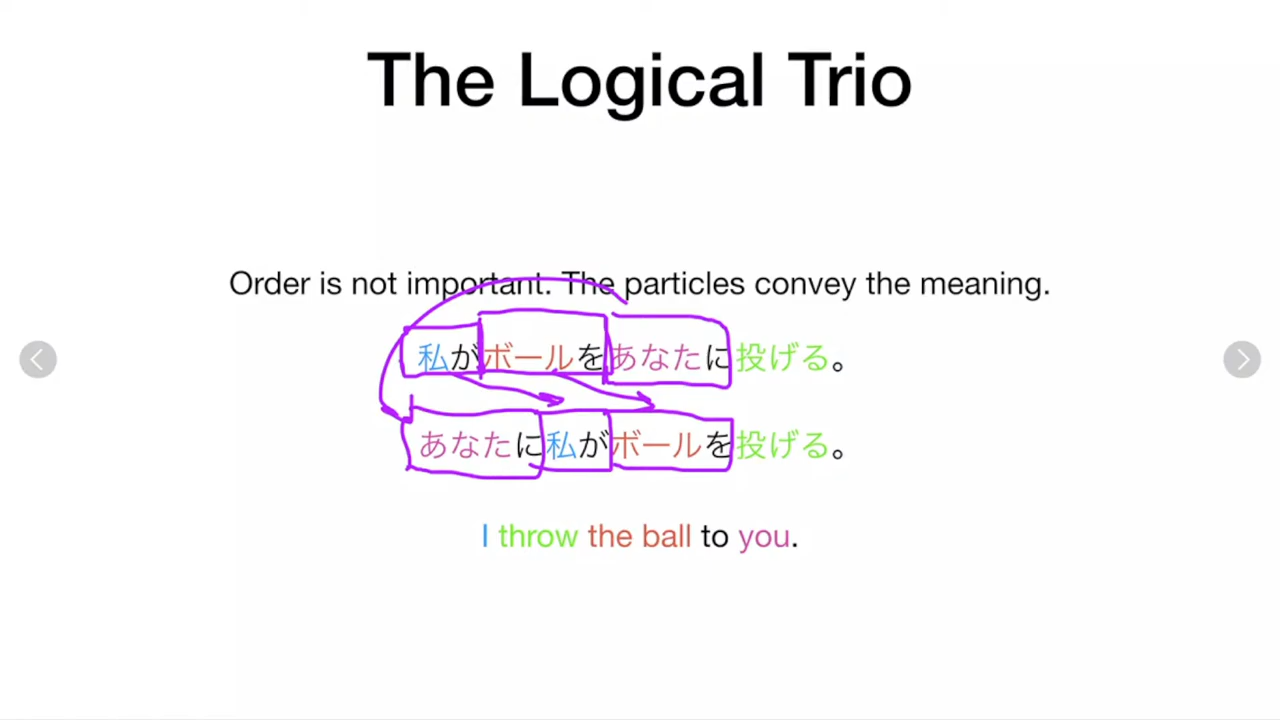 The Logical Trio
Order is not important. The particles convey the meaning.
私がボールをあなたに投げる。
あなたに私がボールを投げる。
I throw the ball to you.